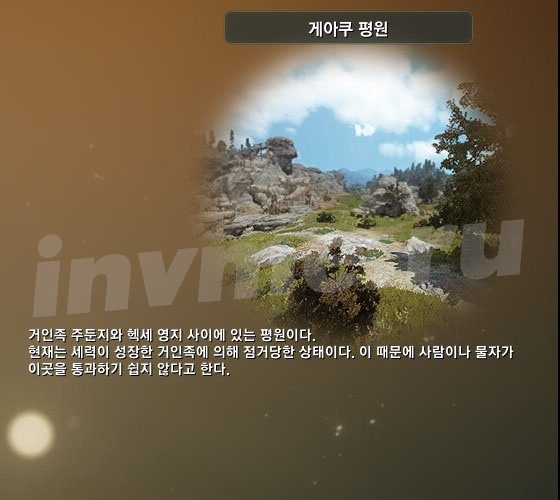 게아쿠 평원
invmo.ru
거인족 주둔지와 헥세 영지 사이에 있는 평원이다.
현재는 세력이 성장한 거인족에 의해 점거당한 상태이다. 이 때문에 사람이나 물자가
이곳을 통과하기 쉽지 않다고 한다.